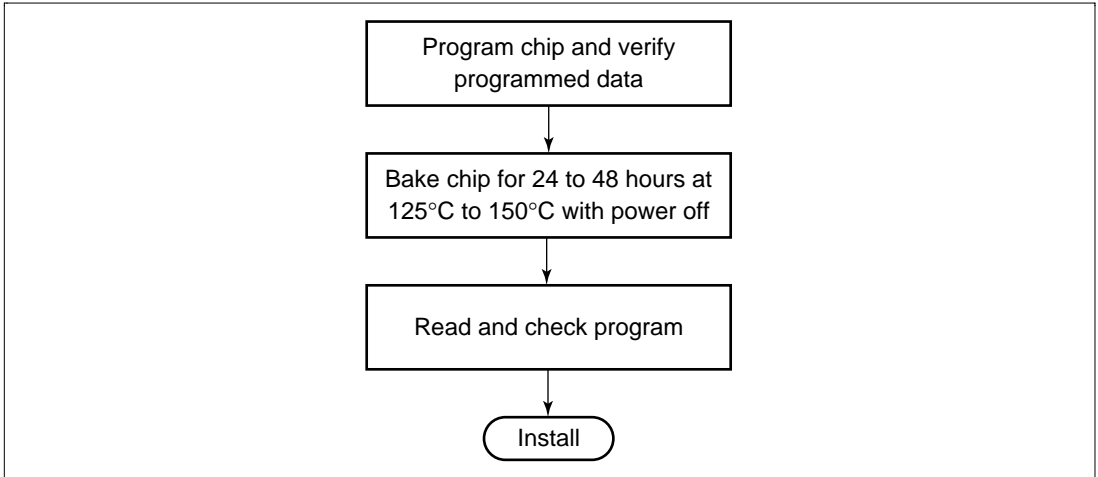 Program chip and verify
programmed data
Bake chip for 24 to 48 hours at
125°C to 150°C with power off
Read and check program
Install